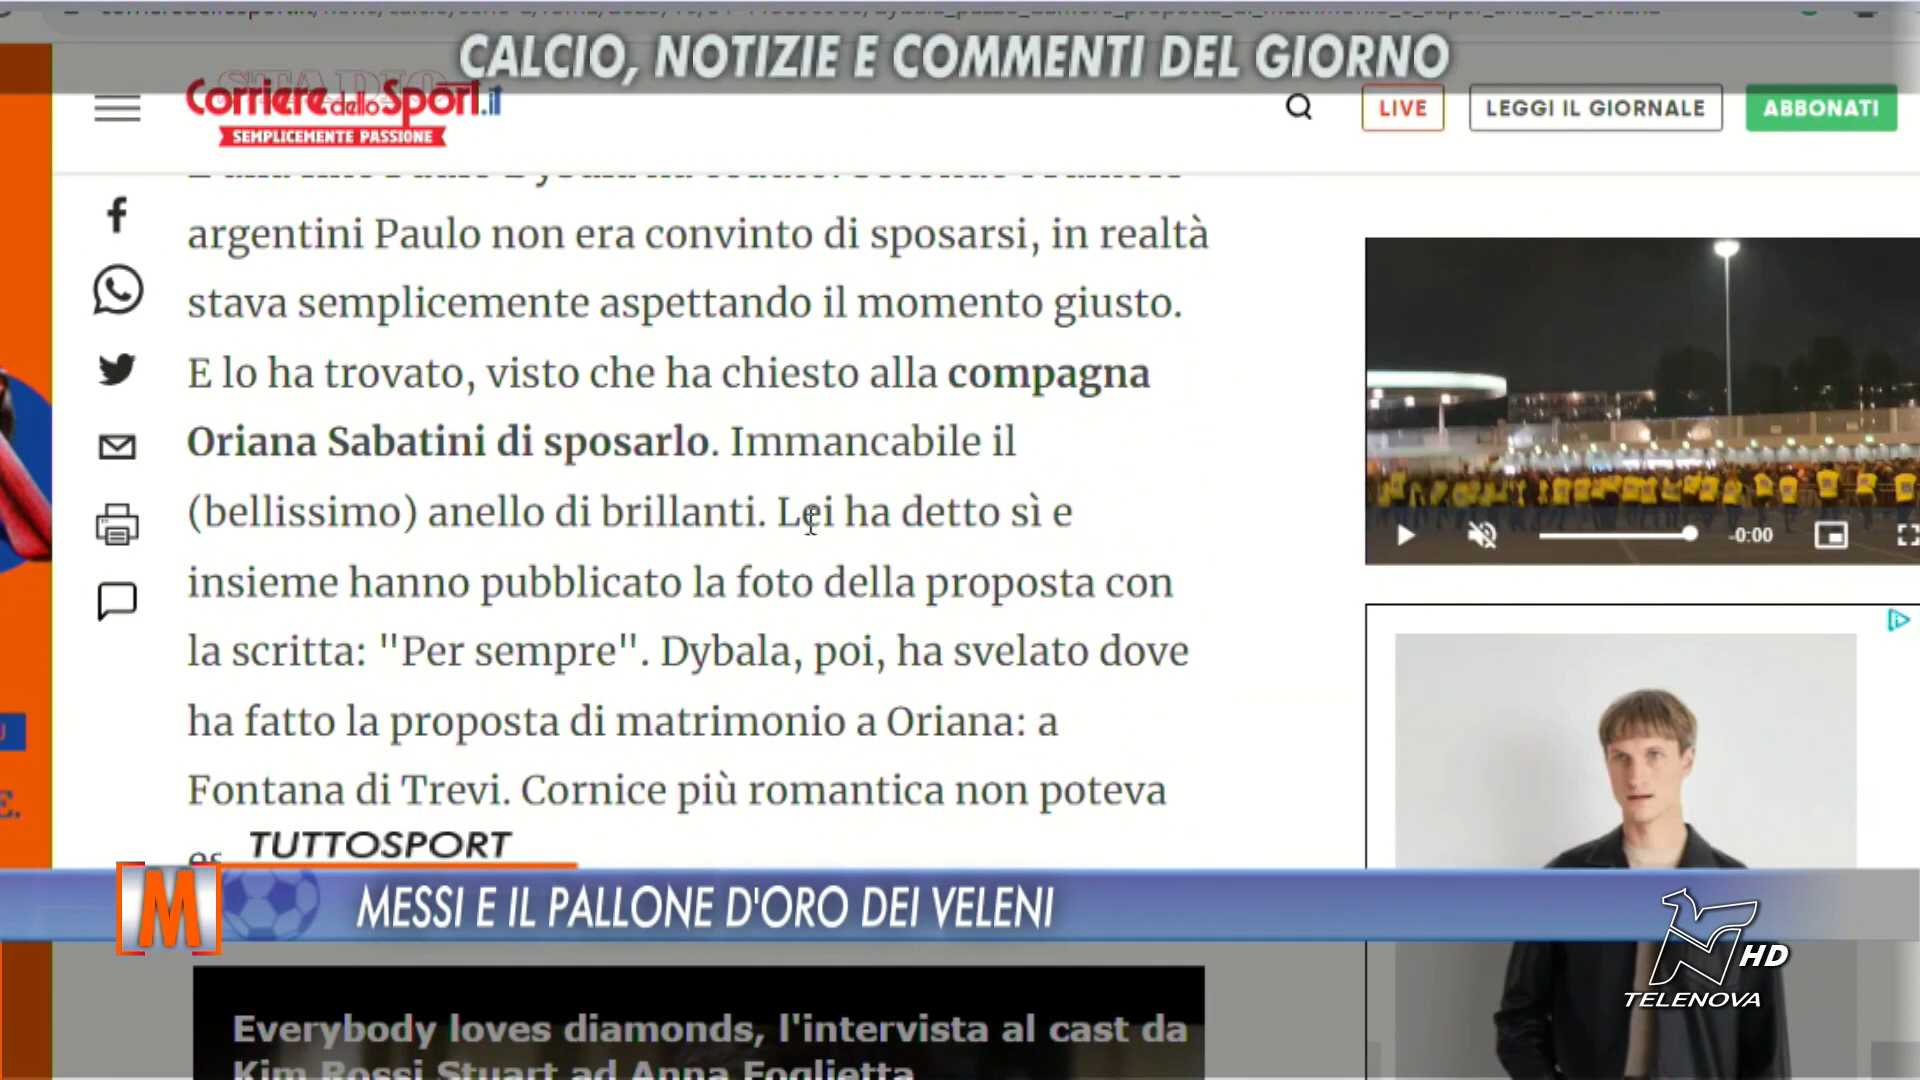 CALCIO, NOTIZIE E COMMENTI DEL GIORNO
Corriere dello Sport.it
SEMPLICEMENTE PASSIONE
LIVE
LEGGI IL GIORNALE
ABBONATI
argentini Paulo non era convinto di sposarsi, in realtà
stava semplicemente aspettando il momento giusto.
E lo ha trovato, visto che ha chiesto alla compagna
Oriana Sabatini di sposarlo. Immancabile il
(bellissimo) anello di brillanti. Lei ha detto sì e
insieme hanno pubblicato la foto della proposta con
la scritta: "Per sempre". Dybala, poi, ha svelato dove
ha fatto la proposta di matrimonio a Oriana: a
Fontana di Trevi. Cornice più romantica non poteva
-0:00
TUTTOSPORT
M
MESSI E IL PALLONE D'ORO DEI VELENI
HD
TELENOVA
Everybody loves diamonds, l'intervista al cast da
Kim Rossi Stuart ad Anna Foglietta